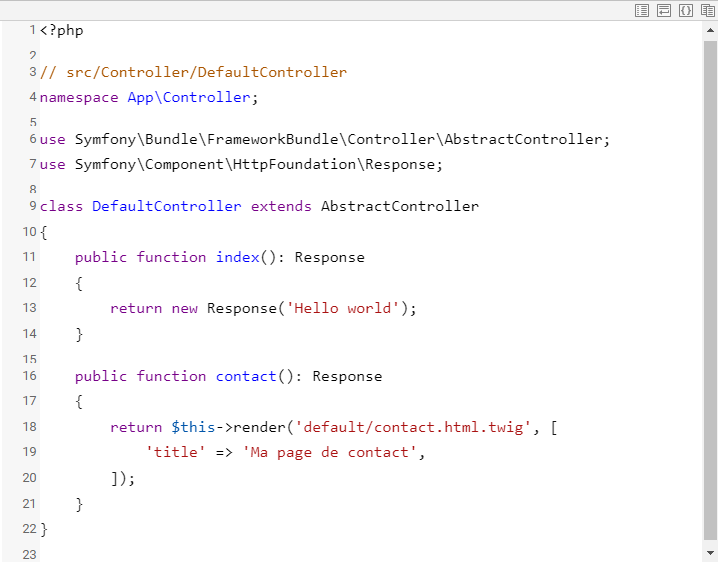 1 <?php
2
3 // src/Controller/DefaultController
4 namespace App\Controller;
5
6 use Symfony\Bundle\FrameworkBundle\Controller\AbstractController;
7 use Symfony\Component\HttpFoundation\Response;
8
9 class DefaultController extends AbstractController
10 {
11     public function index(): Response
12     {
13         return new Response('Hello world');
14     }
15
16     public function contact(): Response
17     {
18         return $this->render('default/contact.html.twig', [
19             'title' => 'Ma page de contact',
20         ]);
21     }
22 }
23